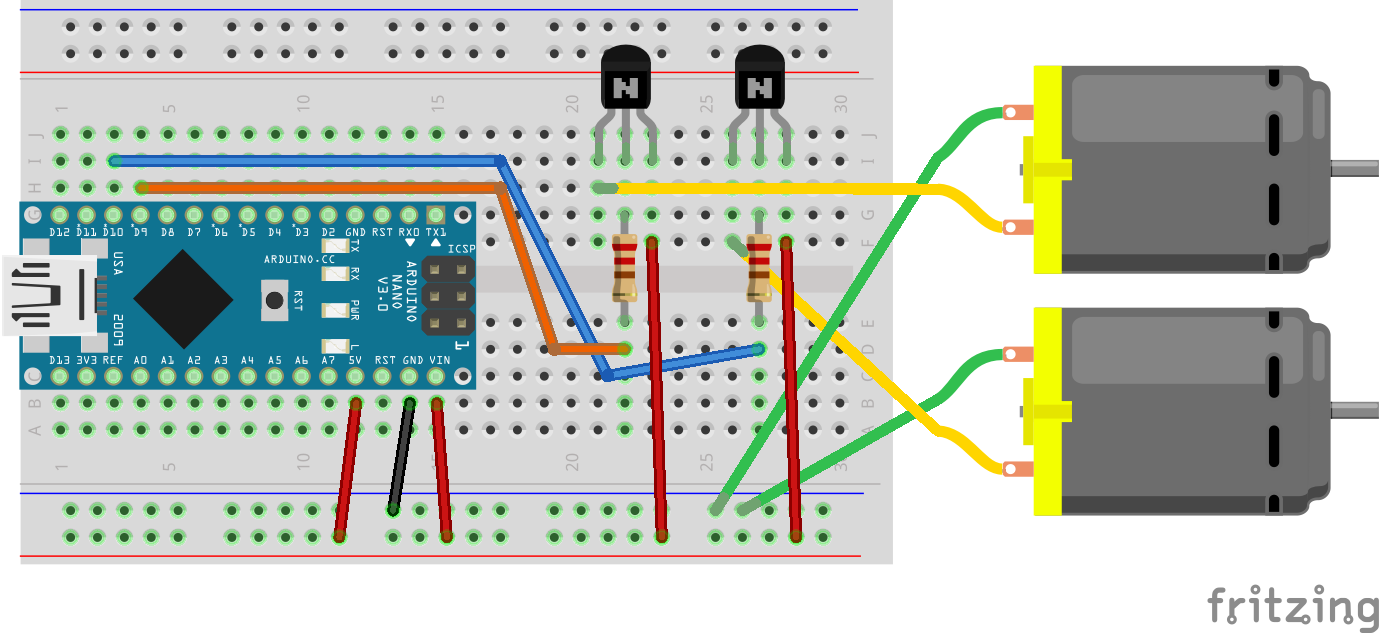 1 5 10 15 20 25 30
J J
I I
H H
G G
F
E
D
C C
B B
A A
D12 D11 D10 D9 D8 D7 D6 D5 D4 D3 D2 GND RST RX0 TX1
USA
TX
RX
PWR
L
ARDUINO.CC
RST
ICSP
ARDUINO
NANO
V3.0
1
2009
D13 3V3 REF A0 A1 A2 A3 A4 A5 A6 A7 5V RST GND VIN
1 5 10 15 20 25 30
N N
fritzing